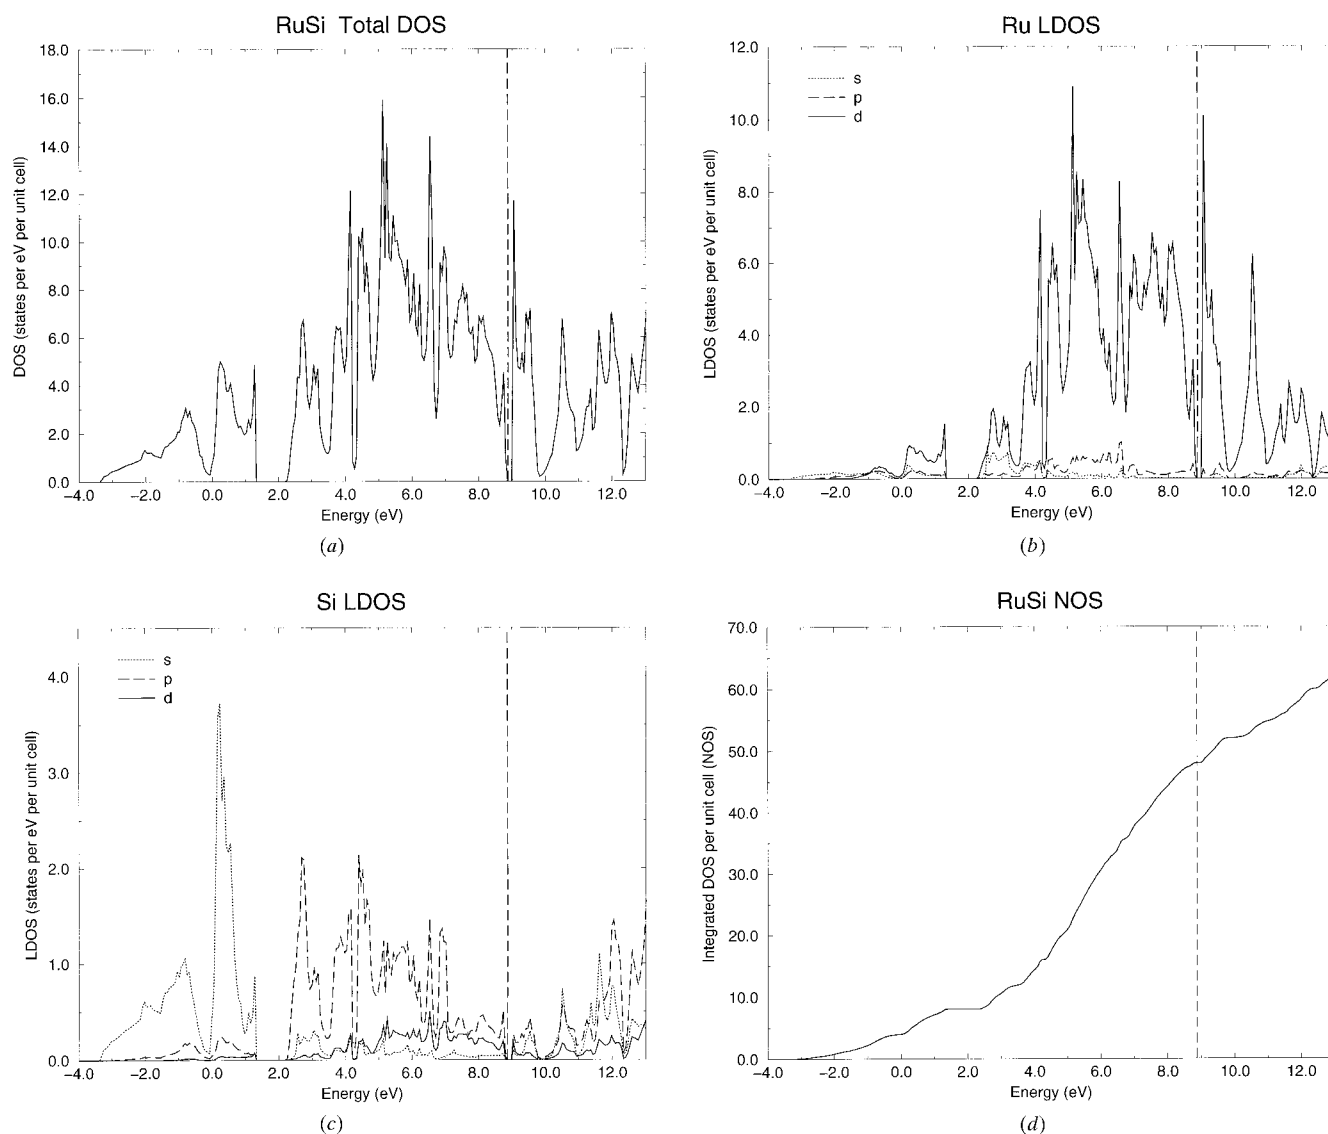 RuSi Total DOS
18.0
16.0
14.0
12.0
10.0
8.0
6.0
4.0
2.0
0.0
DOS (states per eV per unit cell)
−4.0 −2.0 0.0 2.0 4.0 6.0 8.0 10.0 12.0
Energy (eV)
(a)
Ru LDOS
s
p
d
12.0
10.0
8.0
6.0
4.0
2.0
0.0
LDOS (states per eV per unit cell)
−4.0 −2.0 0.0 2.0 4.0 6.0 8.0 10.0 12.0
Energy (eV)
(b)
Si LDOS
s
p
d
4.0
3.0
2.0
1.0
0.0
LDOS (states per eV per unit cell)
−4.0 −2.0 0.0 2.0 4.0 6.0 8.0 10.0 12.0
Energy (eV)
(c)
RuSi NOS
70.0
60.0
50.0
40.0
30.0
20.0
10.0
0.0
Integrated DOS per unit cell (NOS)
−4.0 −2.0 0.0 2.0 4.0 6.0 8.0 10.0 12.0
Energy (eV)
(d)